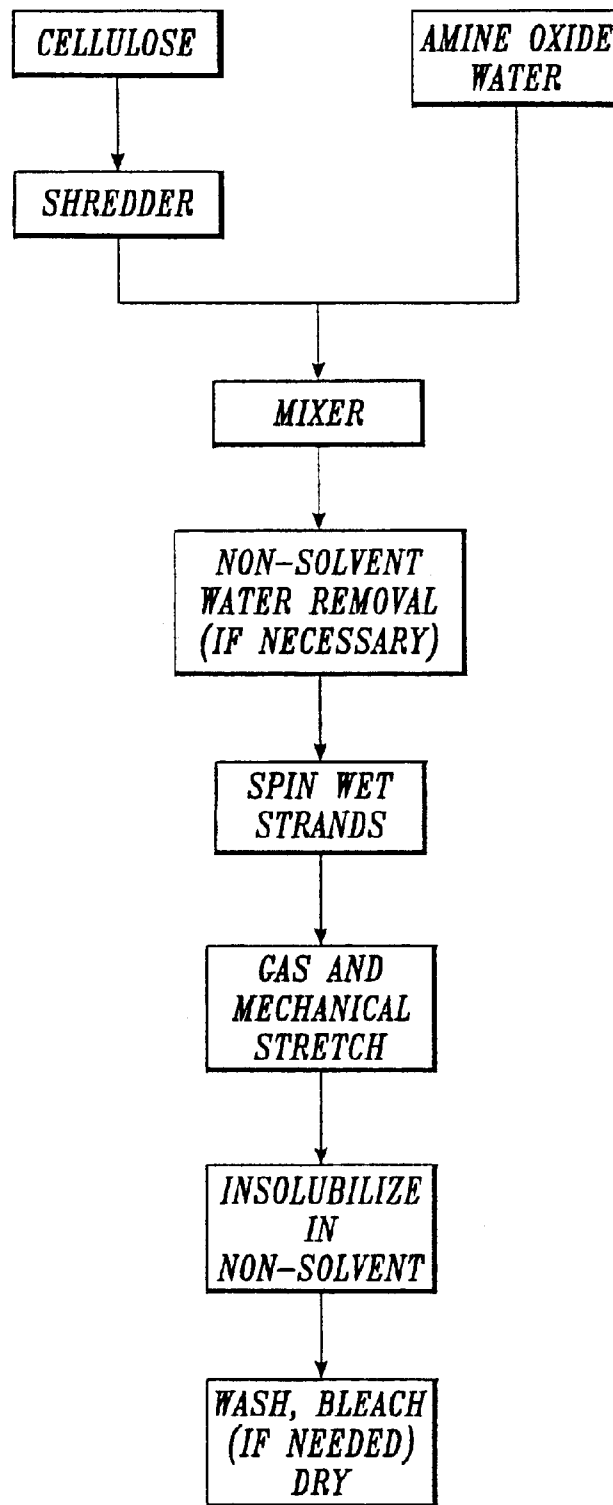 CELLULOSE
AMINE OXIDE
WATER
SHREDDER
MIXER
NON-SOLVENT
WATER REMOVAL
(IF NECESSARY)
SPIN WET
STRANDS
GAS AND
MECHANICAL
STRETCH
INSOLUBILIZE
IN
NON-SOLVENT
WASH, BLEACH
(IF NEEDED)
DRY